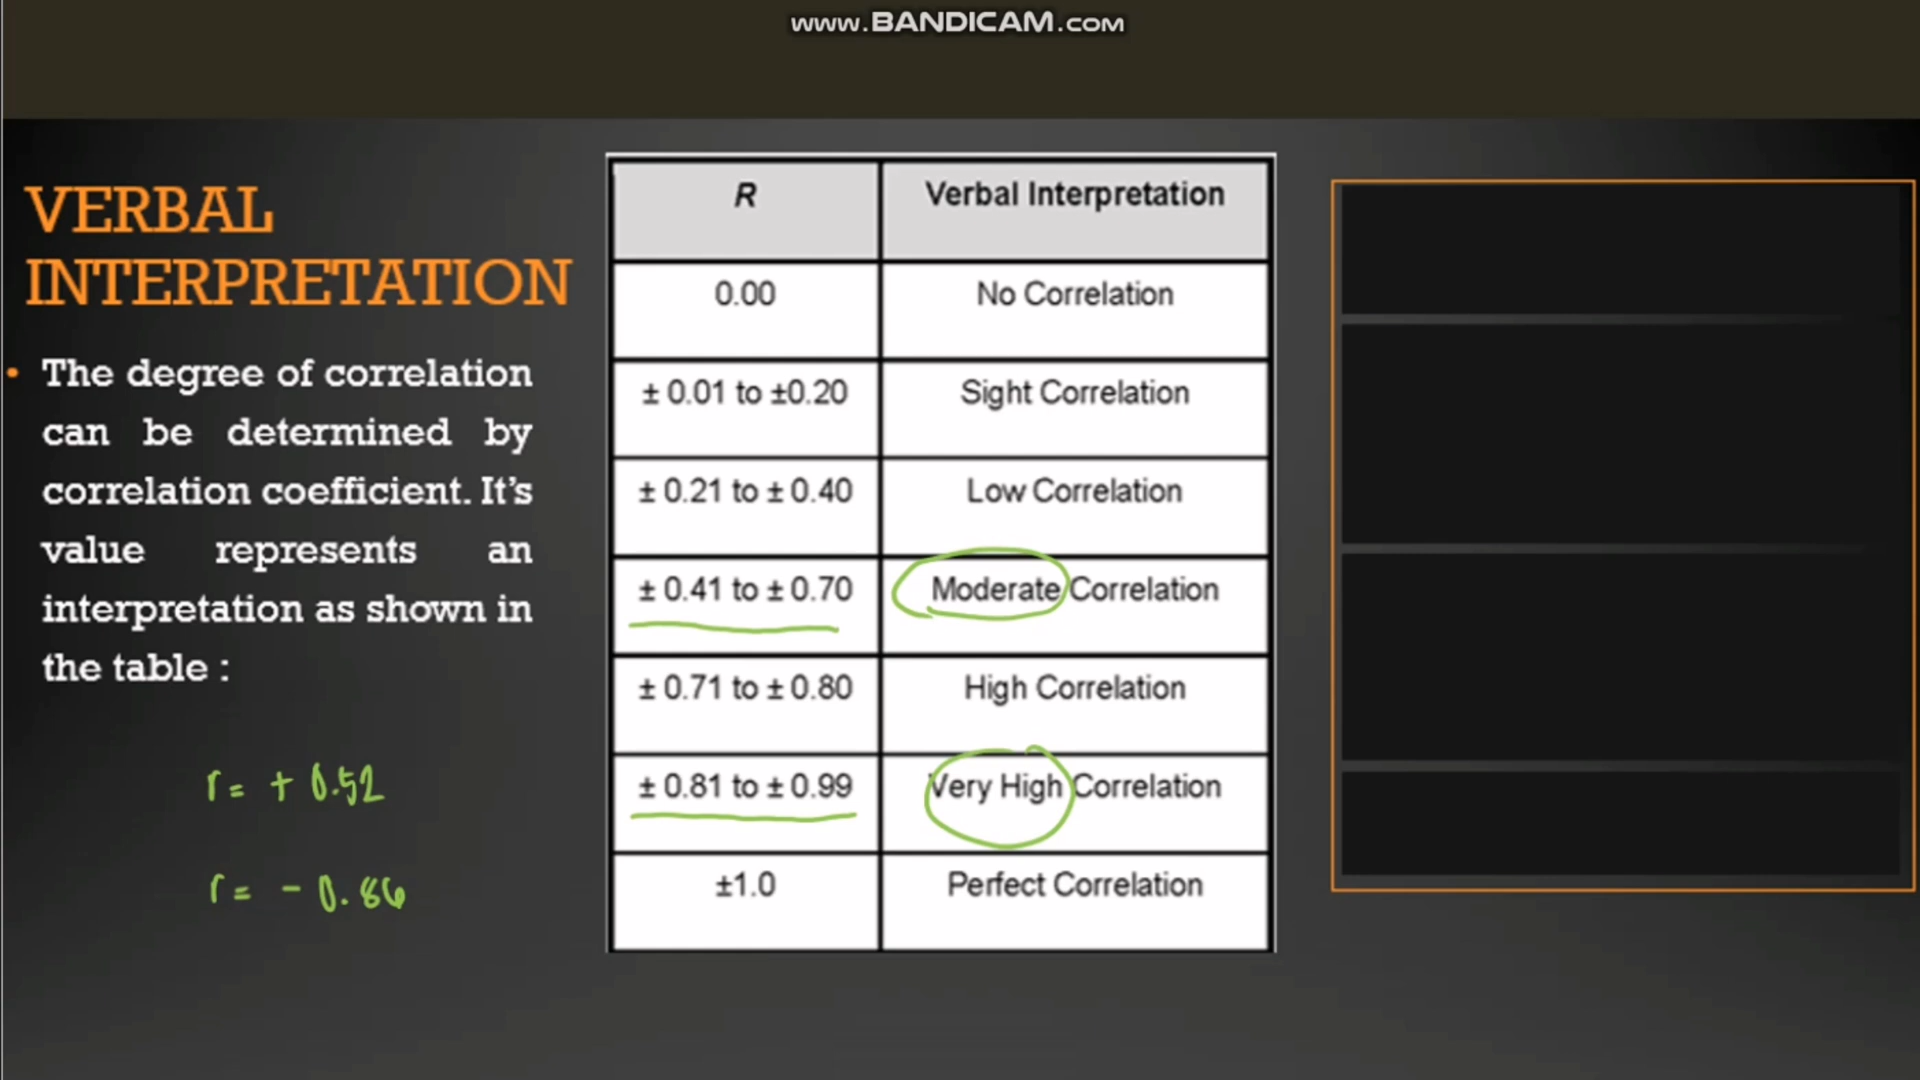 www.BANDICAM.com
VERBAL
INTERPRETATION
• The degree of correlation
can be determined by
correlation coefficient. It's
value represents an
interpretation as shown in
the table :
r= + 0.52
r= - 0.86
R Verbal Interpretation
0.00 No Correlation
± 0.01 to ±0.20 Sight Correlation
± 0.21 to ± 0.40 Low Correlation
± 0.41 to ± 0.70 Moderate Correlation
± 0.71 to ± 0.80 High Correlation
± 0.81 to ± 0.99 Very High Correlation
±1.0 Perfect Correlation